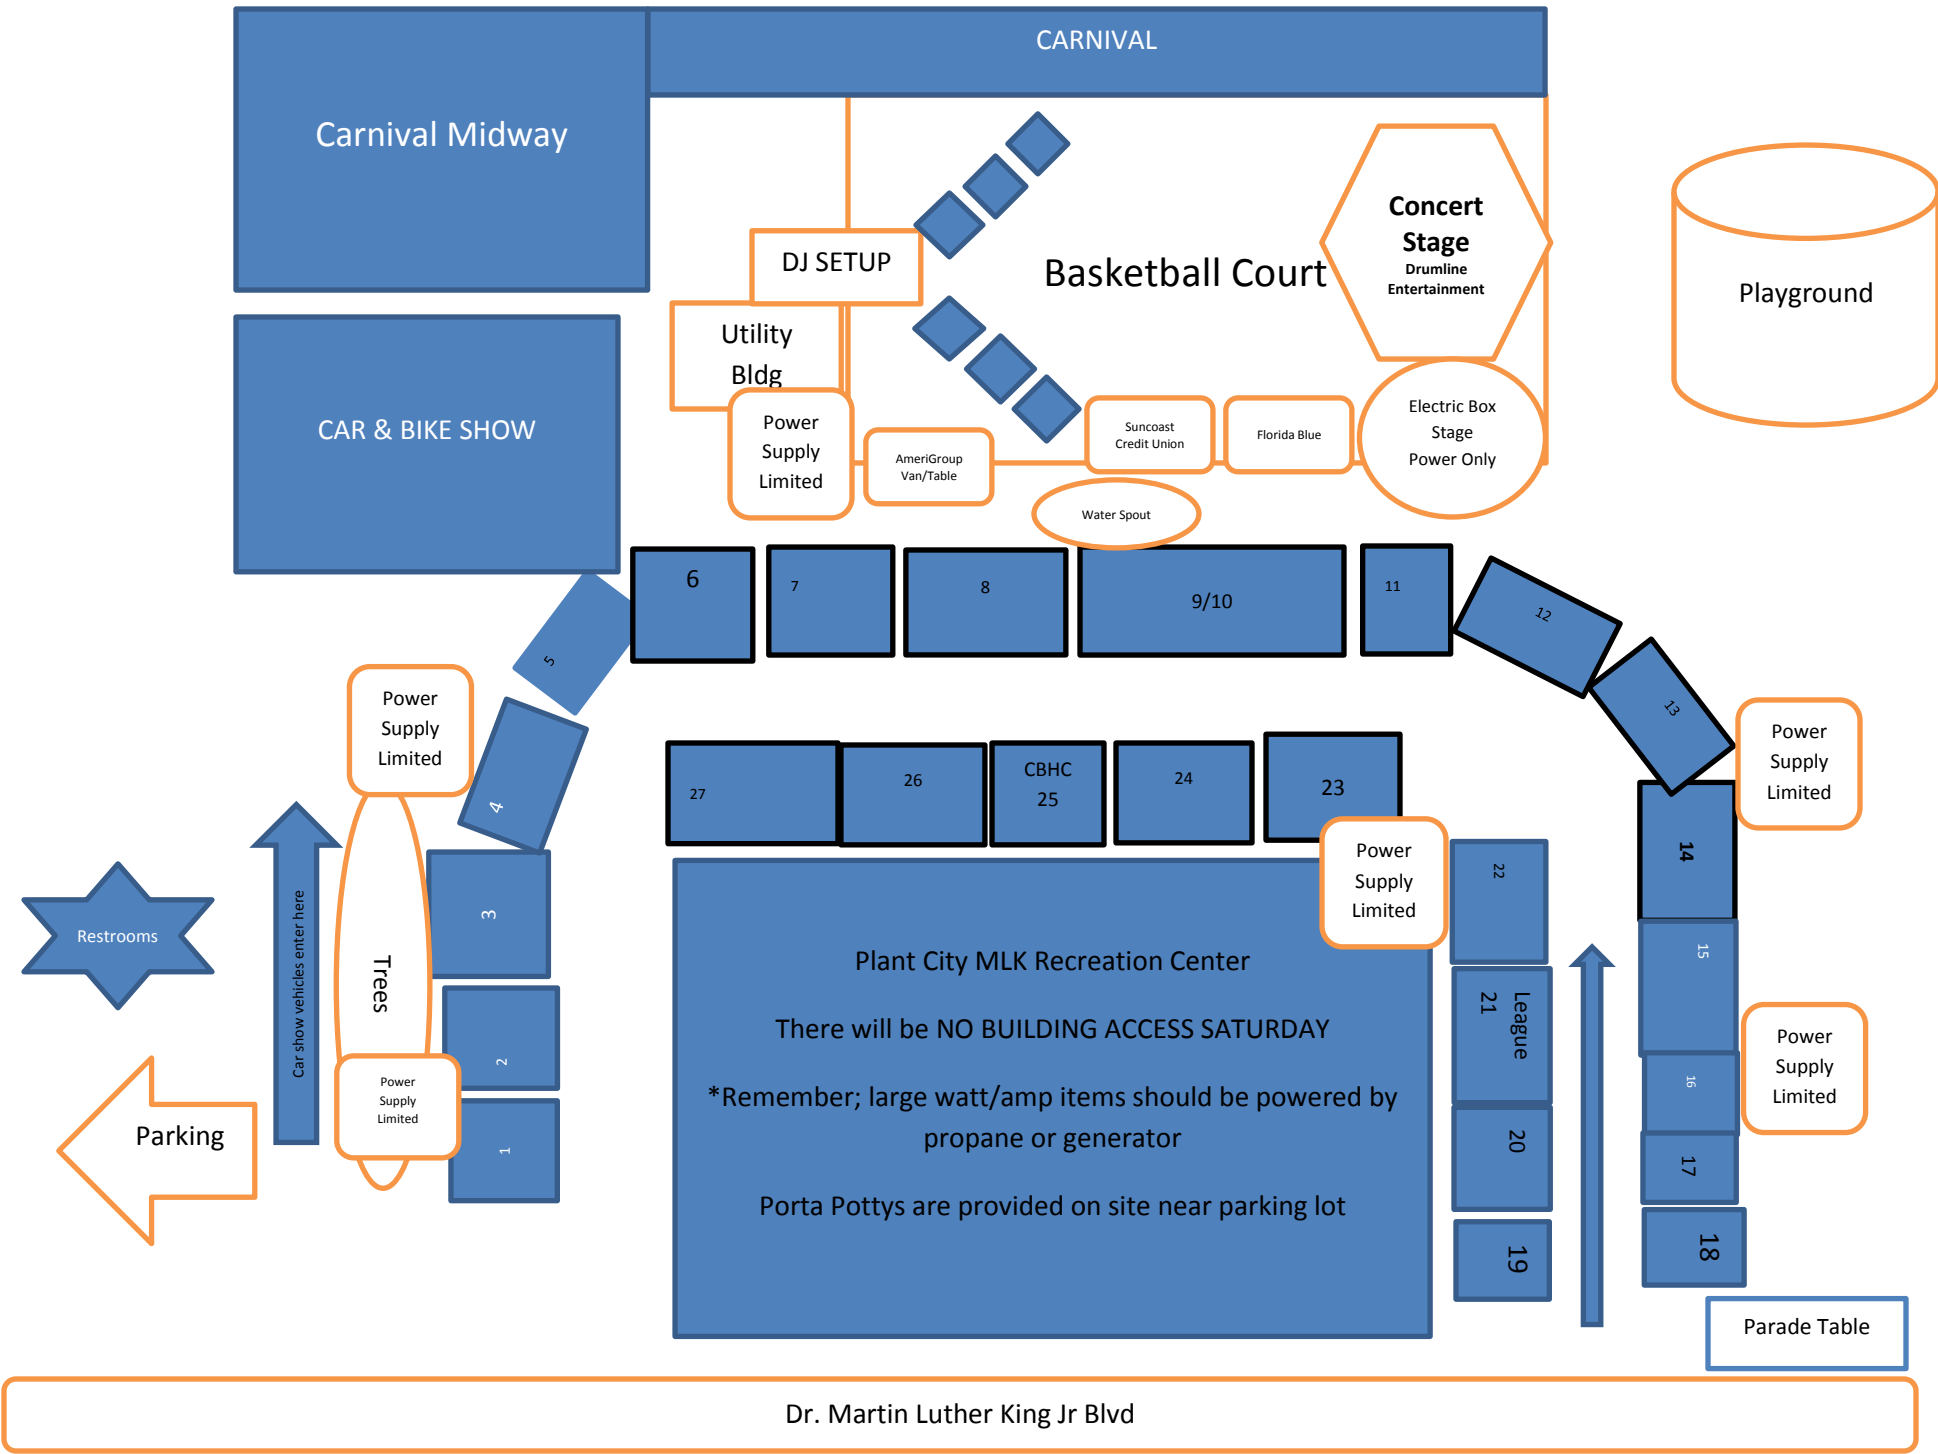 CARNIVAL
Carnival Midway
Concert
Stage
Drumline
Entertainment
DJ SETUP
Basketball Court
Playground
Utility
Bldg
CAR & BIKE SHOW
Power
Supply
Limited
AmeriGroup
Van/Table
Suncoast
Credit Union
Florida Blue
Electric Box
Stage
Power Only
Water Spout
6
7
8
9/10
11
12
13
5
4
3
2
1
Power
Supply
Limited
Power
Supply
Limited
27
26
CBHC
25
24
23
14
15
16
17
18
Power
Supply
Limited
22
League
21
20
19
Restrooms
Car show vehicles enter here
Trees
Power
Supply
Limited
Parking
Plant City MLK Recreation Center
There will be NO BUILDING ACCESS SATURDAY
*Remember; large watt/amp items should be powered by
propane or generator
Porta Pottys are provided on site near parking lot
Power
Supply
Limited
Parade Table
Dr. Martin Luther King Jr Blvd